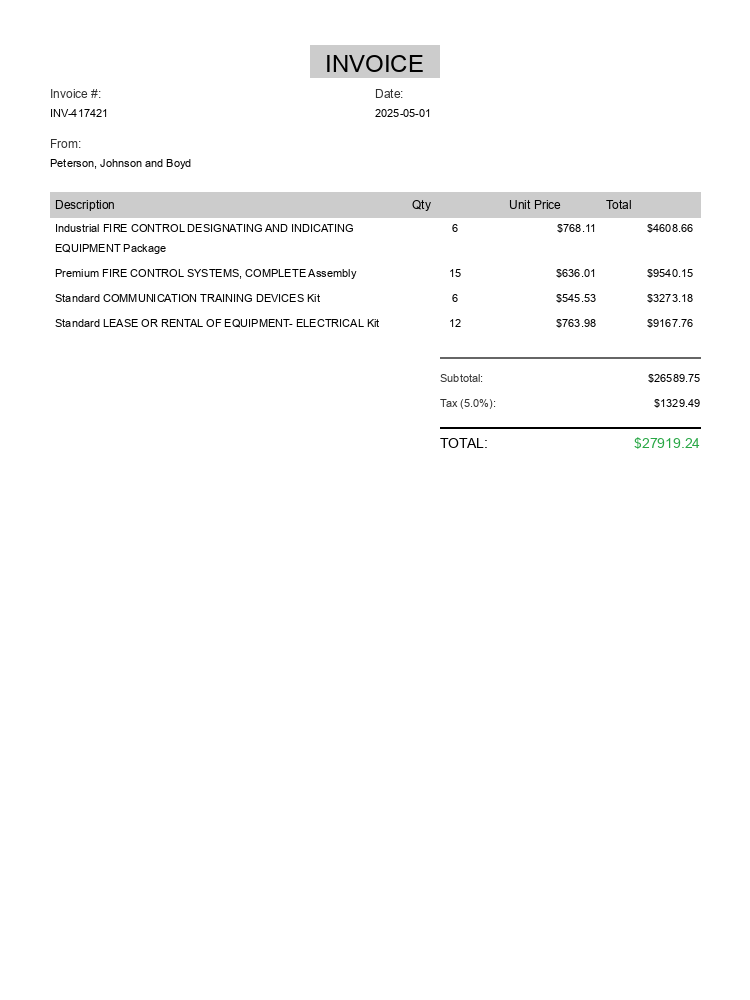 INVOICE
Invoice #: Date:
INV-417421 2025-05-01
From:
Peterson, Johnson and Boyd
Description Qty Unit Price Total
Industrial FIRE CONTROL DESIGNATING AND INDICATING 6 $768.11 $4608.66
EQUIPMENT Package
Premium FIRE CONTROL SYSTEMS, COMPLETE Assembly 15 $636.01 $9540.15
Standard COMMUNICATION TRAINING DEVICES Kit 6 $545.53 $3273.18
Standard LEASE OR RENTAL OF EQUIPMENT- ELECTRICAL Kit 12 $763.98 $9167.76
Subtotal: $26589.75
Tax (5.0%): $1329.49
TOTAL: $27919.24